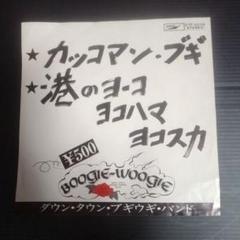 ★カッコマン・ブギ
★港のヨーコ
ヨコハマ
ヨコスカ
¥500
BOOGIE-WOOGIE
ダウン・タウン・ブギウギ・バンド